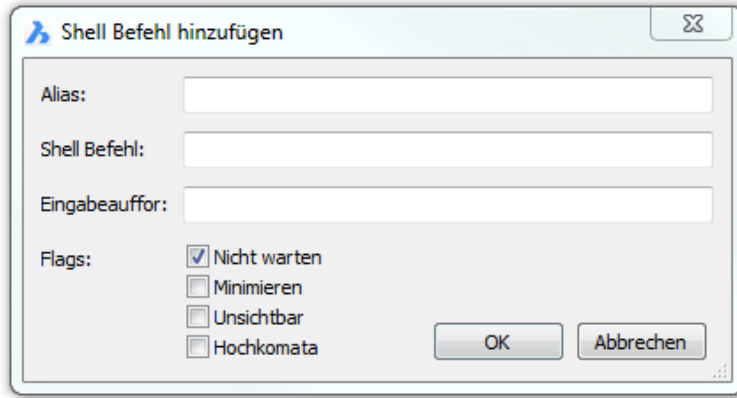 Shell Befehl hinzufügen
Alias:
Shell Befehl:
Eingabeauffor:
Flags:
Nicht warten
Minimieren
Unsichtbar
Hochkomata
OK
Abbrechen